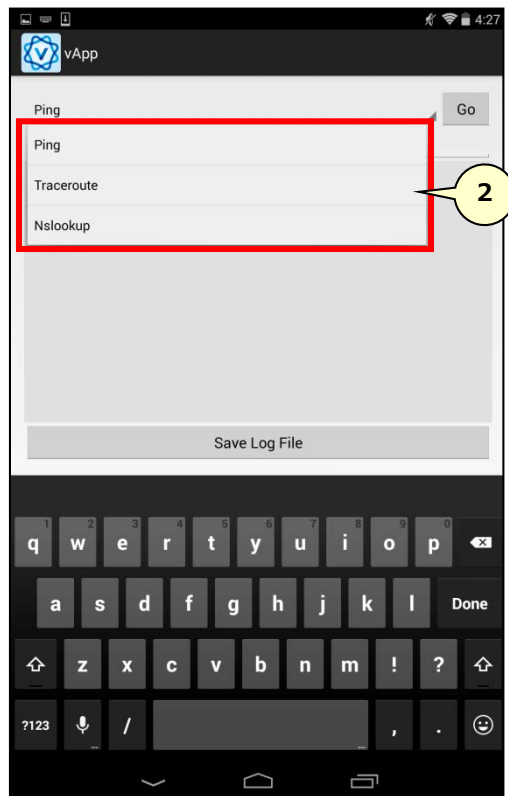 4:27
vApp
Ping Go
Ping
Traceroute
Nslookup
2
Save Log File
1 2 3 4 5 6 7 8 9 0
q w e r t y u i o p
a s d f g h j k l Done
z x c v b n m ! ?
?123 / , .